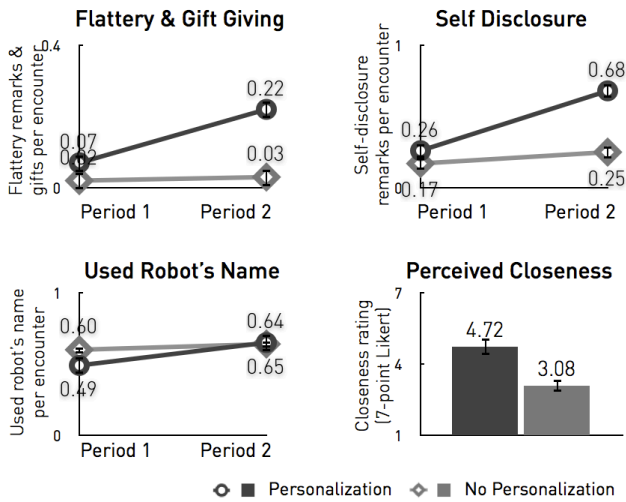 Flattery & Gift Giving
Flattery remarks &
gifts per encounter
0.4
0
0.07
0.02
0.22
0.03
Period 1
Period 2
Self Disclosure
Self-disclosure
remarks per encounter
1
0
0.26
0.17
0.68
0.25
Period 1
Period 2
Used Robot's Name
Used robot's name
per encounter
1
0
0.60
0.49
0.64
0.65
Period 1
Period 2
Perceived Closeness
Closeness rating
(7-point Likert)
7
4
1
4.72
3.08
Personalization
No Personalization